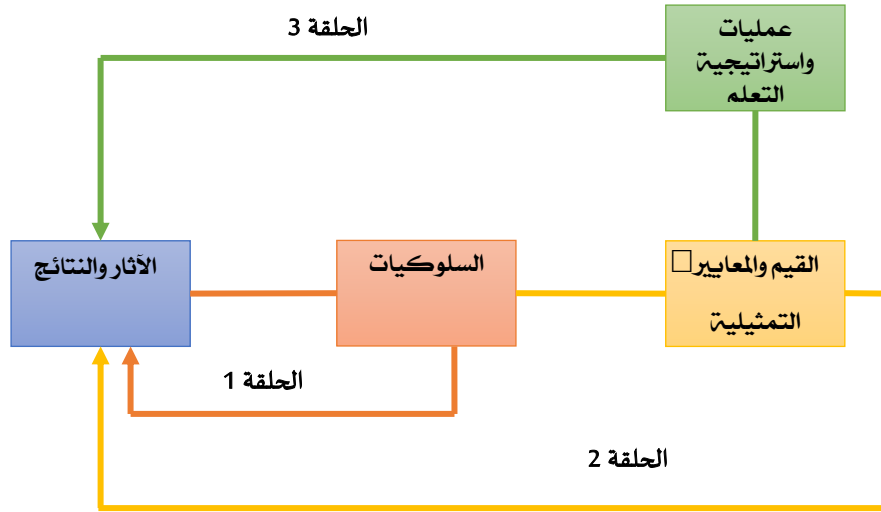 الحلقة 3
عمليات
واستراتيجية
التعلم
القيم والمعايير
التمثيلية
السلوكيات
الآثار والنتائج
الحلقة 1
الحلقة 2